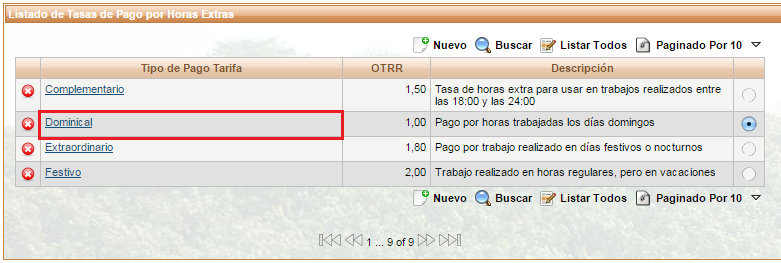 Listado de Tasas de Pago por Horas Extras
Nuevo Buscar Listar Todos Paginado Por 10
Tipo de Pago Tarifa OTRR Descripción
Complementario 1,50 Tasa de horas extra para usar en trabajos realizados entre
las 18:00 y las 24:00
Dominical 1,00 Pago por horas trabajadas los días domingos
Extraordinario 1,80 Pago por trabajo realizado en días festivos o nocturnos
Festivo 2,00 Trabajo realizado en horas regulares, pero en vacaciones
Nuevo Buscar Listar Todos Paginado Por 10
1 ... 9 of 9